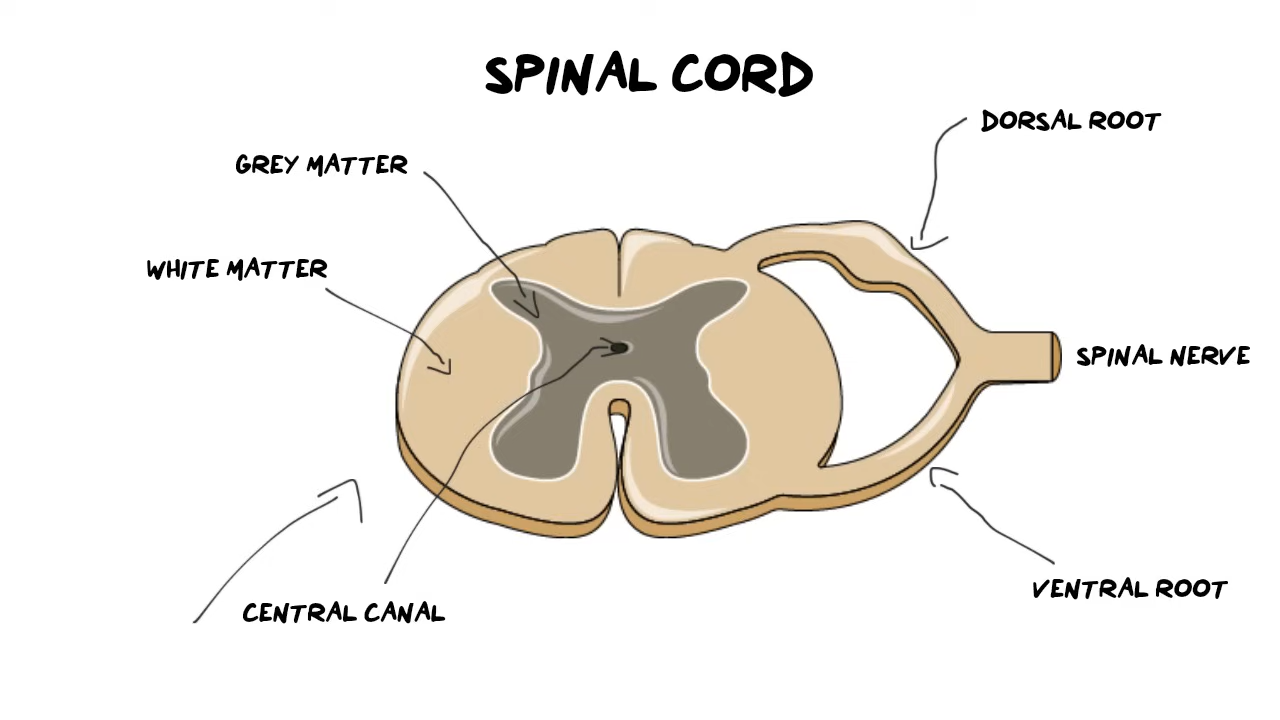 SPINAL CORD
DORSAL ROOT
GREY MATTER
WHITE MATTER
SPINAL NERVE
VENTRAL ROOT
CENTRAL CANAL